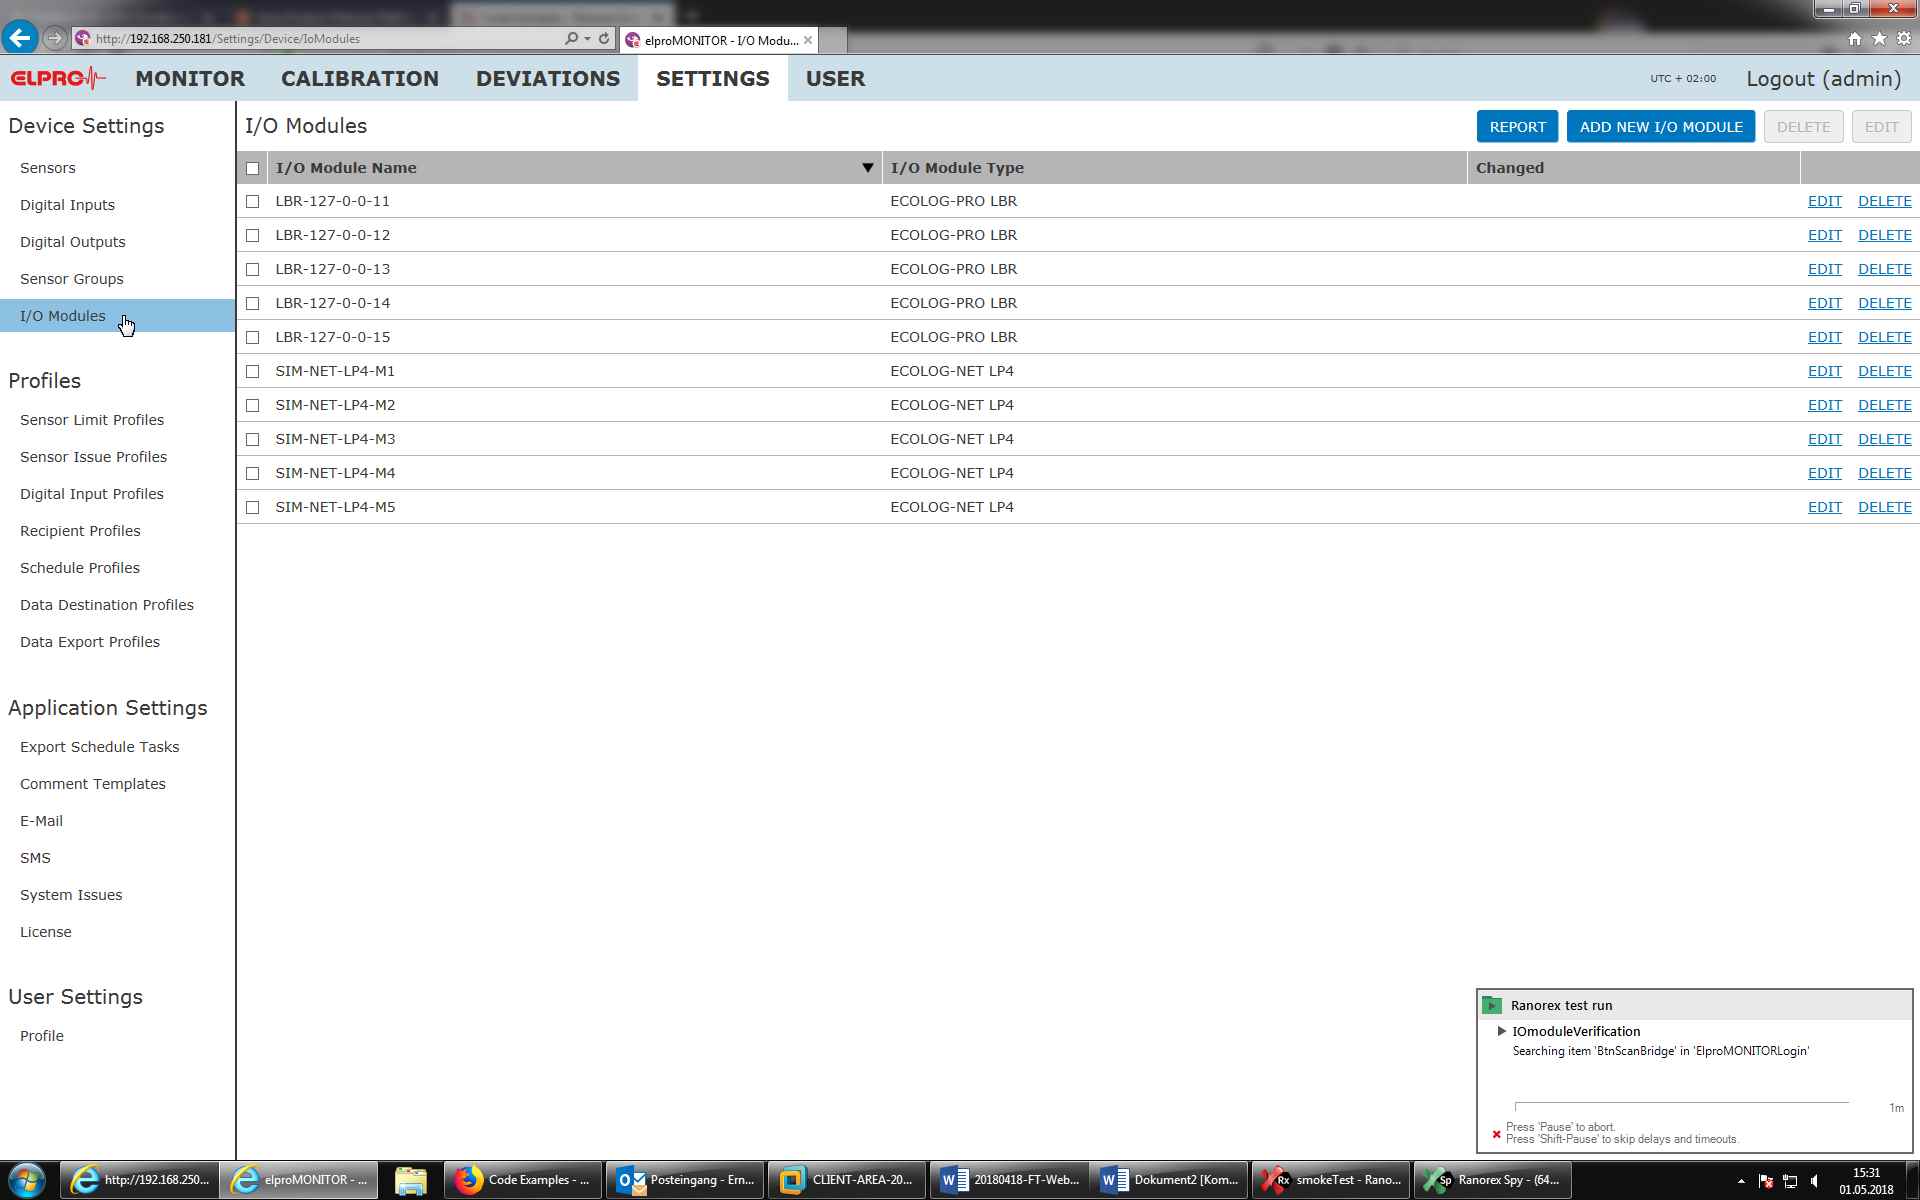 http://192.168.250.181/Settings/Device/IoModules
elproMONITOR - I/O Modu...
ELPRO
MONITOR
CALIBRATION
DEVIATIONS
SETTINGS
USER
UTC + 02:00
Logout (admin)
Device Settings
Sensors
Digital Inputs
Digital Outputs
Sensor Groups
I/O Modules
Profiles
Sensor Limit Profiles
Sensor Issue Profiles
Digital Input Profiles
Recipient Profiles
Schedule Profiles
Data Destination Profiles
Data Export Profiles
Application Settings
Export Schedule Tasks
Comment Templates
E-Mail
SMS
System Issues
License
User Settings
Profile
I/O Modules
REPORT
ADD NEW I/O MODULE
DELETE
EDIT
I/O Module Name ▼ I/O Module Type Changed
LBR-127-0-0-11 ECOLOG-PRO LBR EDIT DELETE
LBR-127-0-0-12 ECOLOG-PRO LBR EDIT DELETE
LBR-127-0-0-13 ECOLOG-PRO LBR EDIT DELETE
LBR-127-0-0-14 ECOLOG-PRO LBR EDIT DELETE
LBR-127-0-0-15 ECOLOG-PRO LBR EDIT DELETE
SIM-NET-LP4-M1 ECOLOG-NET LP4 EDIT DELETE
SIM-NET-LP4-M2 ECOLOG-NET LP4 EDIT DELETE
SIM-NET-LP4-M3 ECOLOG-NET LP4 EDIT DELETE
SIM-NET-LP4-M4 ECOLOG-NET LP4 EDIT DELETE
SIM-NET-LP4-M5 ECOLOG-NET LP4 EDIT DELETE
Ranorex test run
IOmoduleVerification
Searching item 'BtnScanBridge' in 'ElproMONITORLogin'
1m
Press 'Pause' to abort.
Press 'Shift-Pause' to skip delays and timeouts.
http://192.168.250...
elproMONITOR - ...
Code Examples - ...
Posteingang - Ern...
CLIENT-AREA-20...
20180418-FT-Web...
Dokument2 [Kom...
Rx
smokeTest - Rano...
Sp
Ranorex Spy - (64...
15:31
01.05.2018